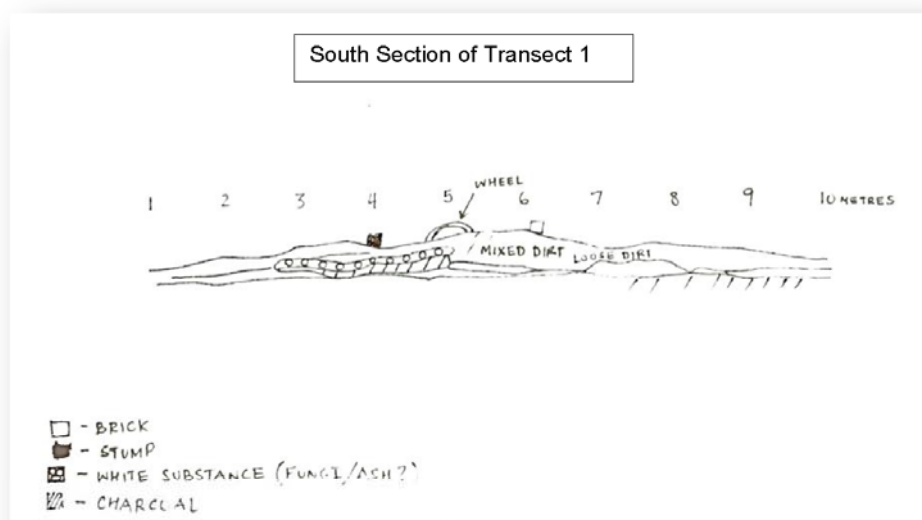 South Section of Transect 1
WHEEL
1 2 3 4 5 6 7 8 9 10 METRES
MIXED DIRT LOOSE DIRT
- BRICK
- STUMP
- WHITE SUBSTANCE (FUNGI/ASH?)
- CHARCOAL